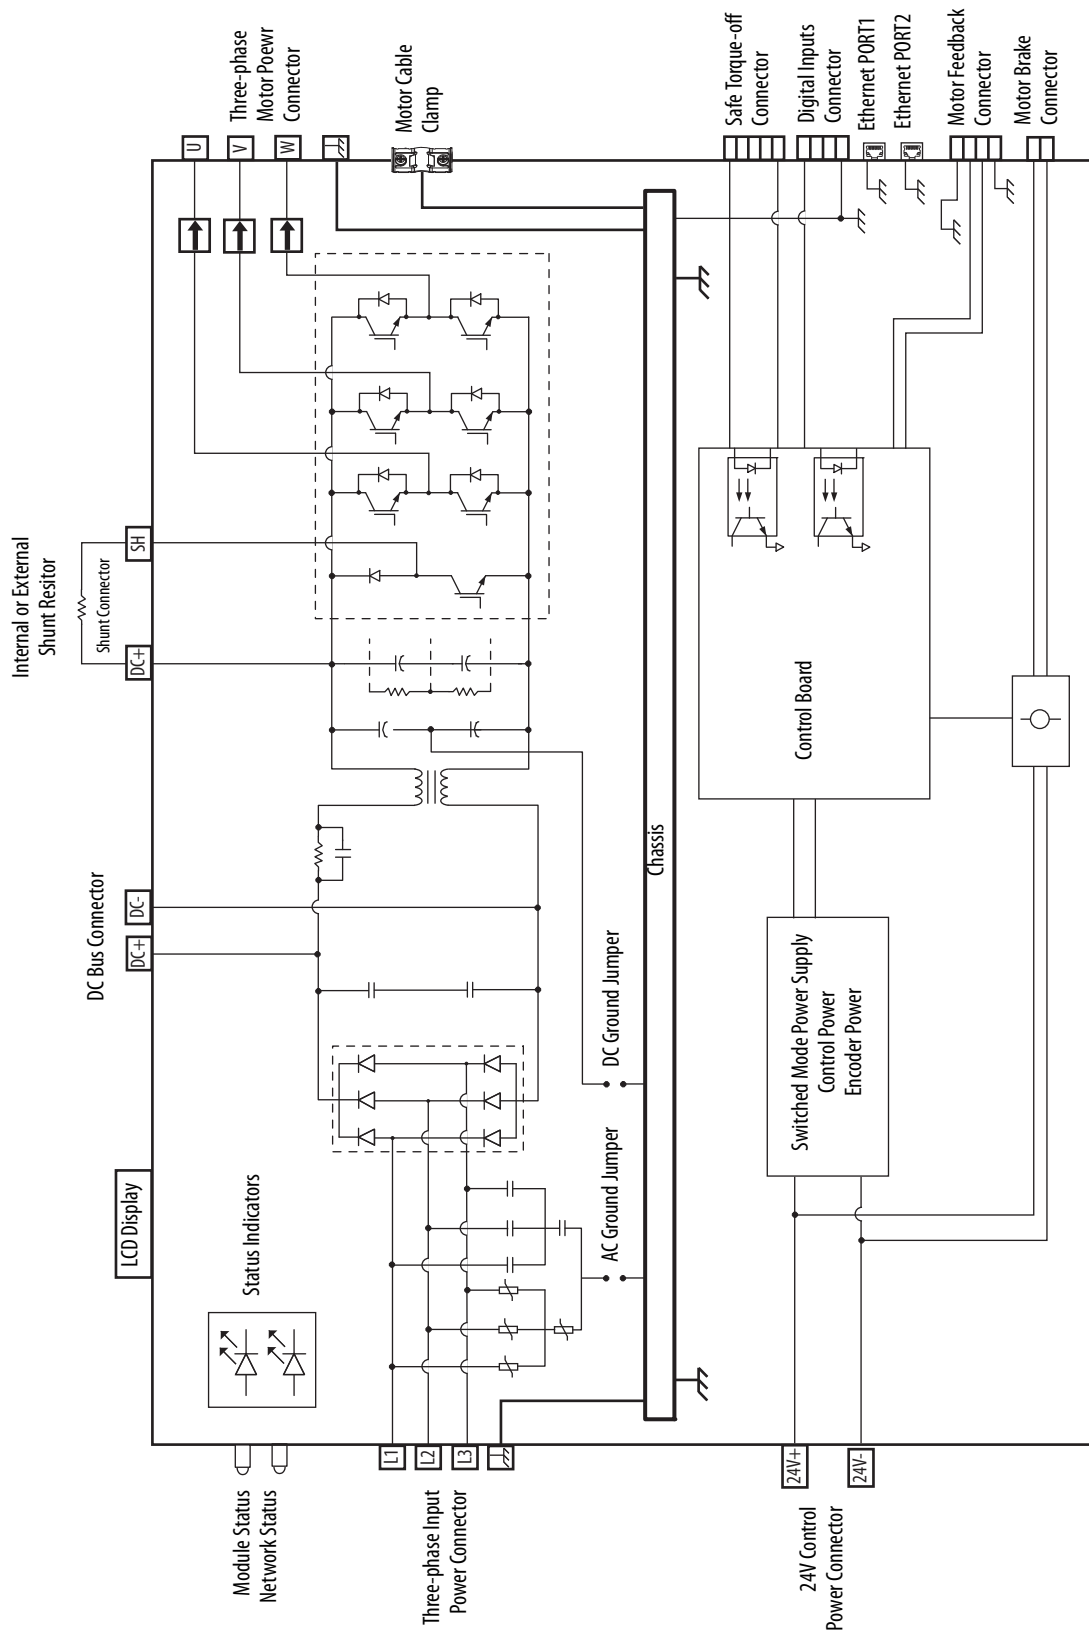 Internal or External
Shunt Resitor
Shunt Connector
DC+
SH
DC Bus Connector
DC+
DC-
LCD Display
Status Indicators
Module Status
Network Status
Three-phase Input
Power Connector
L1
L2
L3
AC Ground Jumper
DC Ground Jumper
Chassis
U
V
W
Three-phase
Motor Poewr
Connector
Motor Cable
Clamp
24V Control
Power Connector
24V+
24V-
Switched Mode Power Supply
Control Power
Encoder Power
Control Board
Safe Torque-off
Connector
Digital Inputs
Connector
Ethernet PORT1
Ethernet PORT2
Motor Feedback
Connector
Motor Brake
Connector